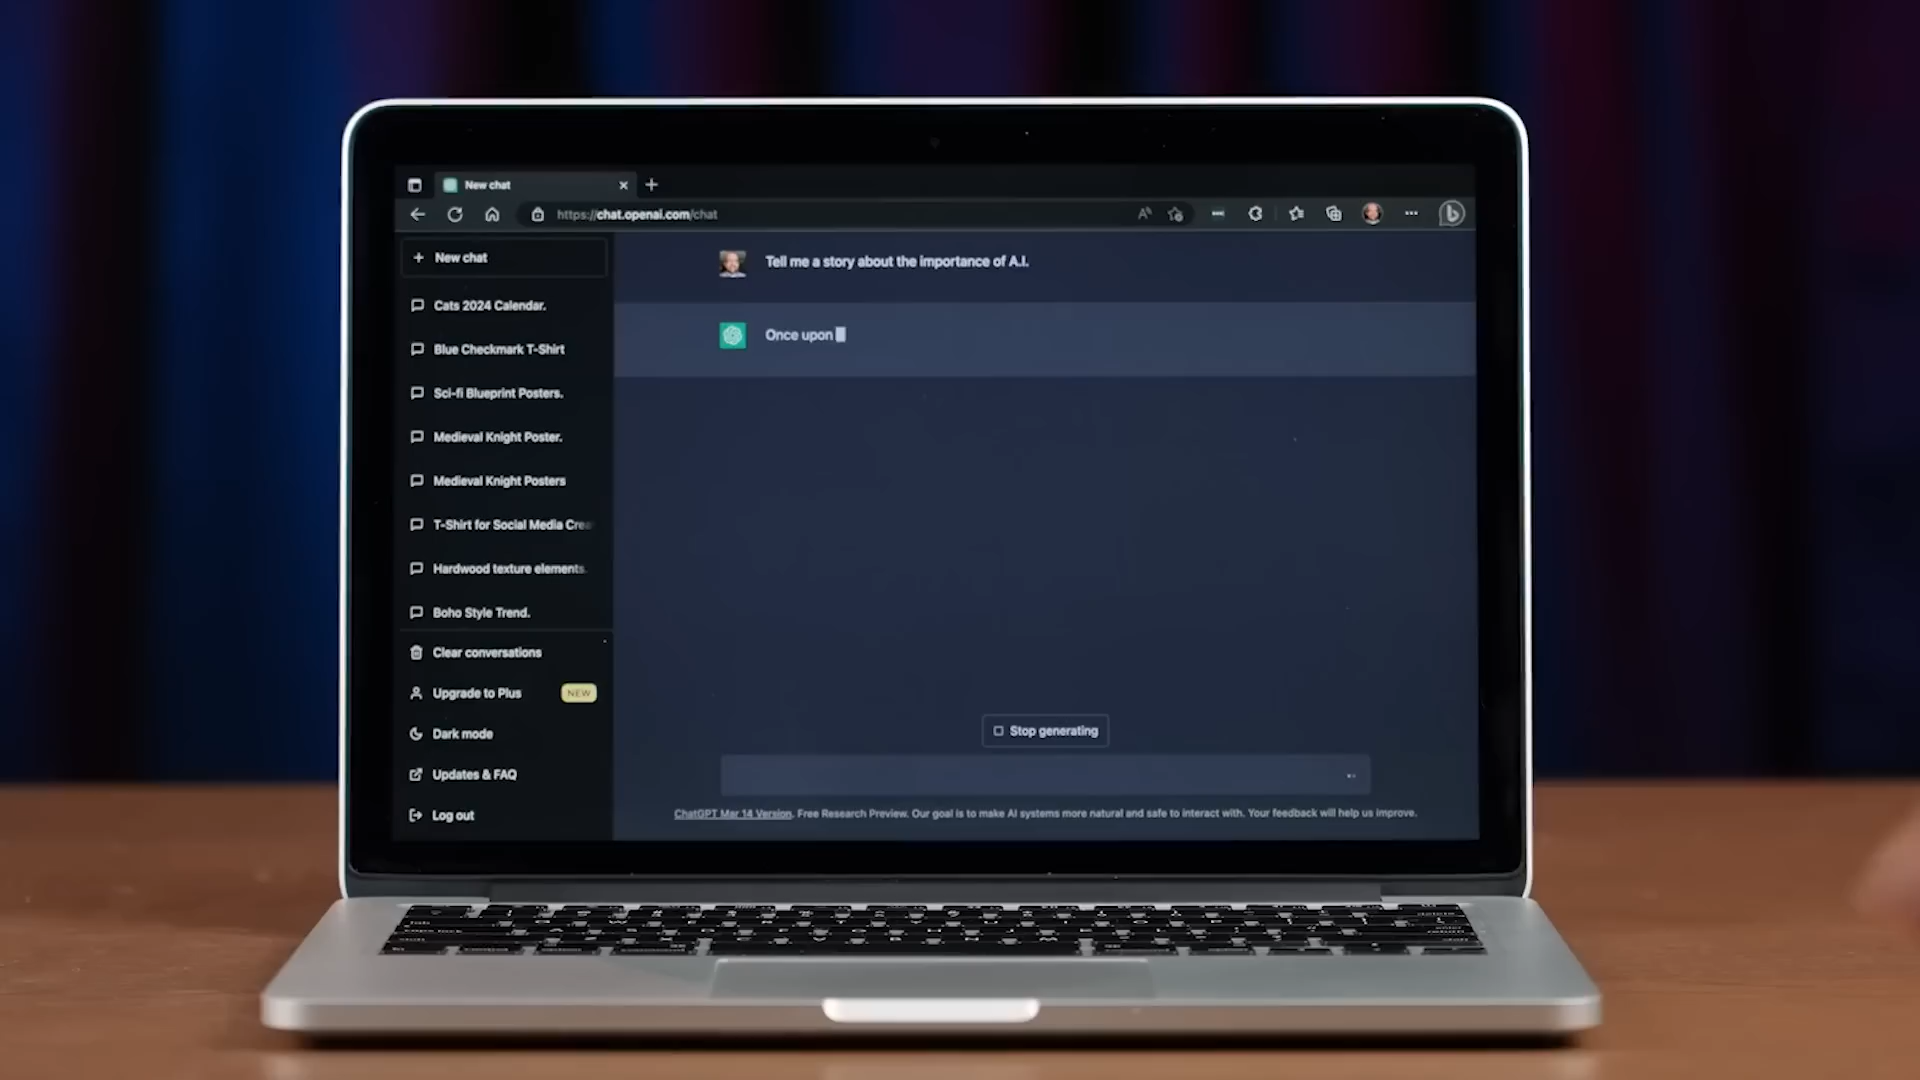 New chat
https://chat.openai.com/chat
New chat
Cats 2024 Calendar.
Blue Checkmark T-Shirt
Sci-fi Blueprint Posters.
Medieval Knight Poster.
Medieval Knight Posters
T-Shirt for Social Media Crea
Hardwood texture elements.
Boho Style Trend.
Clear conversations
Upgrade to Plus NEW
Dark mode
Updates & FAQ
Log out
Tell me a story about the importance of A.I.
Once upon
Stop generating
ChatGPT Mar 14 Version. Free Research Preview. Our goal is to make AI systems more natural and safe to interact with. Your feedback will help us improve.